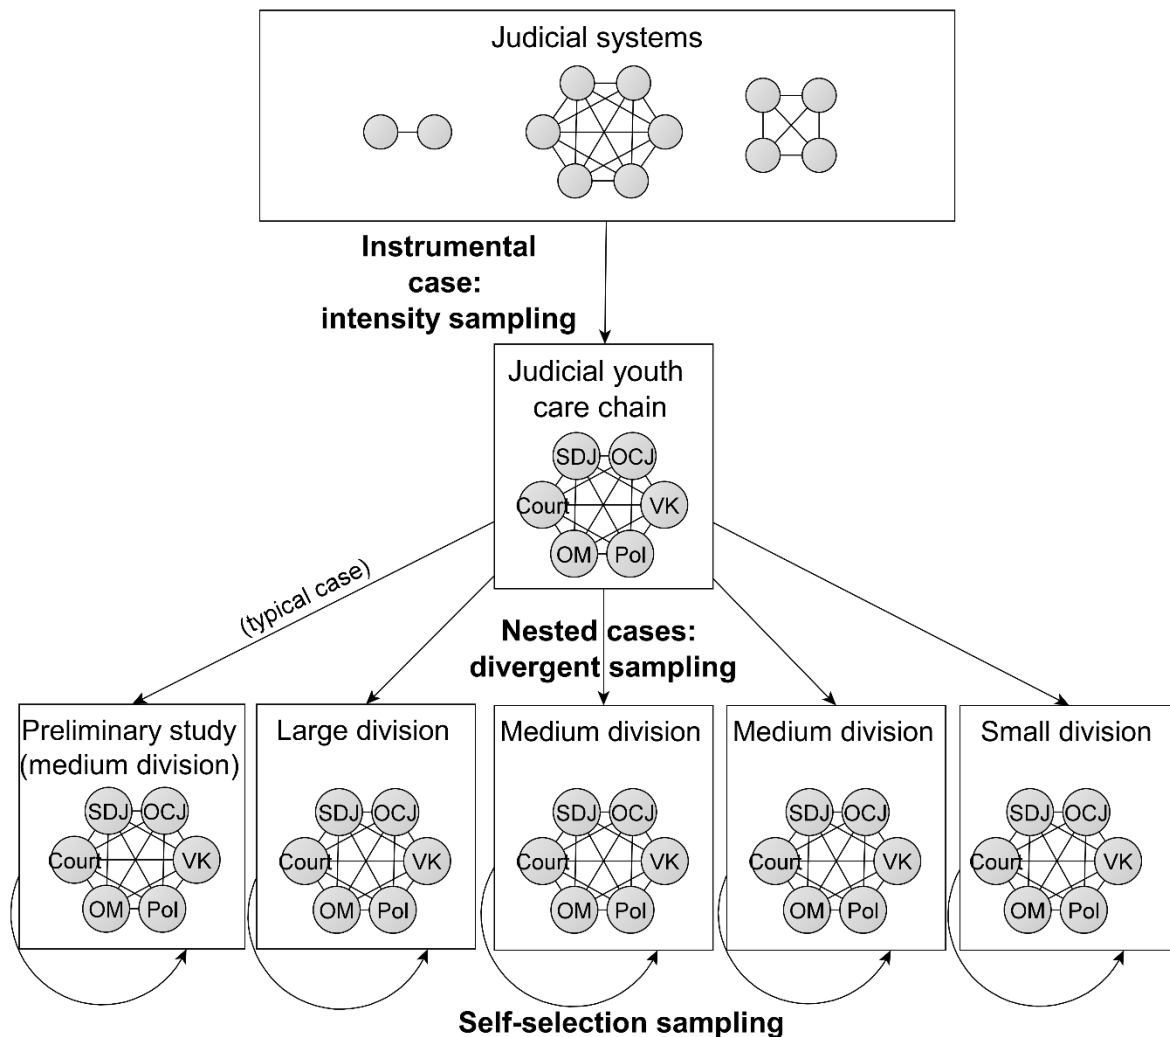 Judicial systems
Instrumental
case:
intensity sampling
Judicial youth
care chain
SDJ OCJ
Court VK
OM Pol
(typical case)
Nested cases:
divergent sampling
Preliminary study
(medium division)
SDJ OCJ
Court VK
OM Pol
Large division
SDJ OCJ
Court VK
OM Pol
Medium division
SDJ OCJ
Court VK
OM Pol
Medium division
SDJ OCJ
Court VK
OM Pol
Small division
SDJ OCJ
Court VK
OM Pol
Self-selection sampling